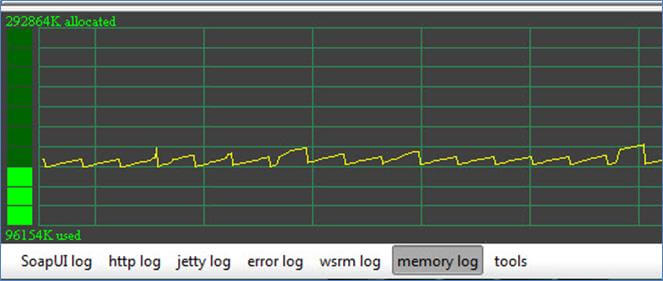 292864K allocated
96154K used
SoapUI log http log jetty log error log wsrm log memory log tools